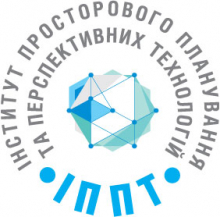 ІНСТИТУТ ПРОСТОРОВОГО ПЛАНУВАННЯ
ТА ПЕРСПЕКТИВНИХ ТЕХНОЛОГІЙ
•ІППТ•